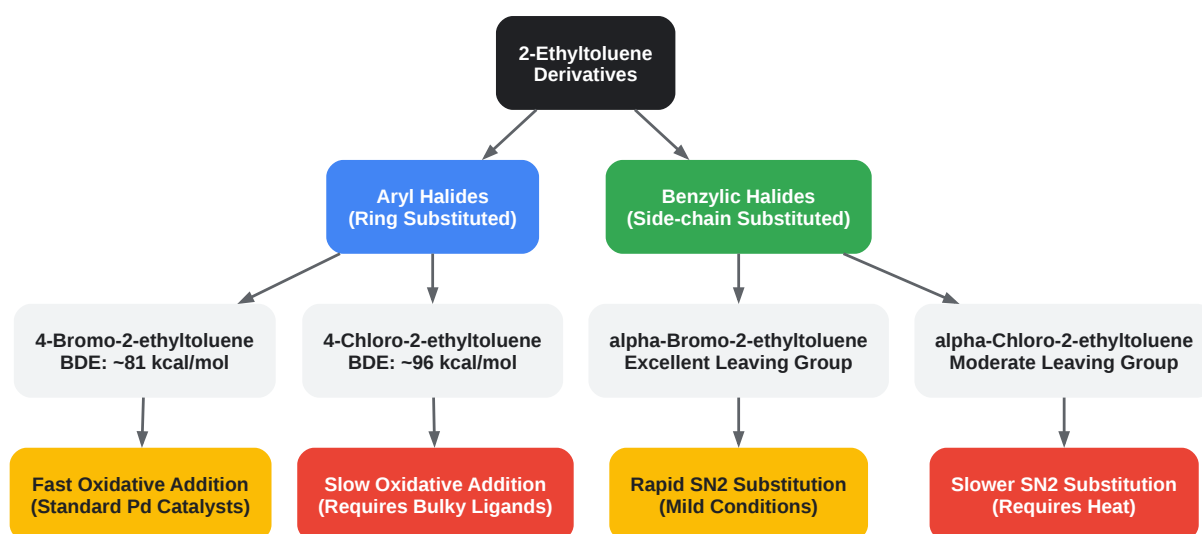 2-Ethyltoluene
Derivatives
Aryl Halides
(Ring Substituted)
Benzylic Halides
(Side-chain Substituted)
4-Bromo-2-ethyltoluene
BDE: ~81 kcal/mol
4-Chloro-2-ethyltoluene
BDE: ~96 kcal/mol
alpha-Bromo-2-ethyltoluene
Excellent Leaving Group
alpha-Chloro-2-ethyltoluene
Moderate Leaving Group
Fast Oxidative Addition
(Standard Pd Catalysts)
Slow Oxidative Addition
(Requires Bulky Ligands)
Rapid SN2 Substitution
(Mild Conditions)
Slower SN2 Substitution
(Requires Heat)